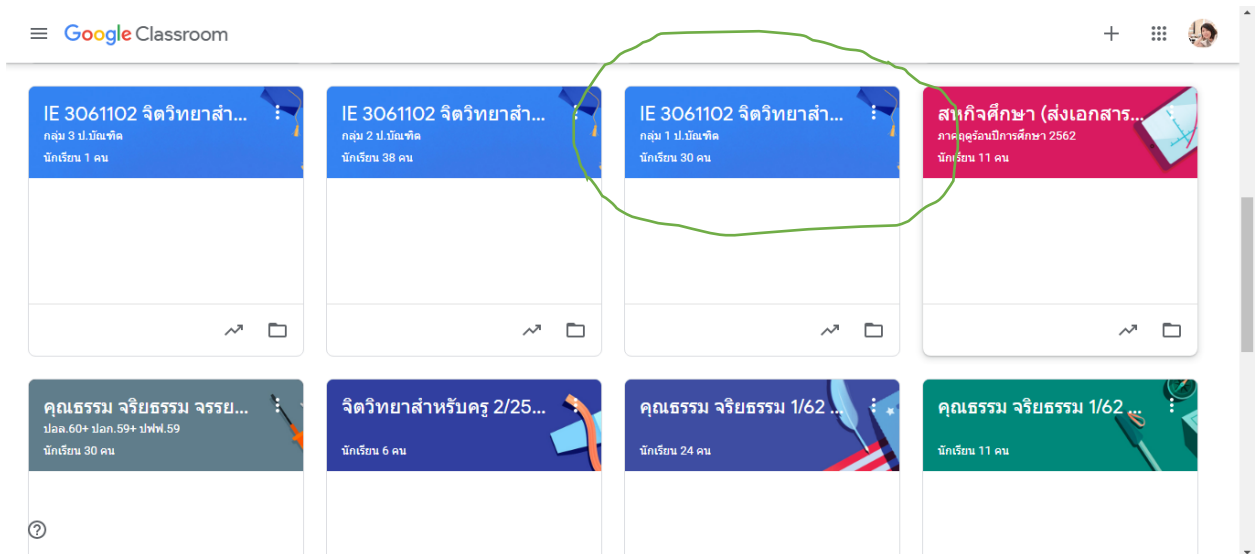 Google Classroom
IE 3061102 จิตวิทยาสำ...
กลุ่ม 3 ป.บัณฑิต
นักเรียน 1 คน
IE 3061102 จิตวิทยาสำ...
กลุ่ม 2 ป.บัณฑิต
นักเรียน 38 คน
IE 3061102 จิตวิทยาสำ...
กลุ่ม 1 ป.บัณฑิต
นักเรียน 30 คน
สหกิจศึกษา (ส่งเอกสาร...
ภาคฤดูร้อนปีการศึกษา 2562
นักเรียน 11 คน
คุณธรรม จริยธรรม จรรย...
ปอล.60+ ปอก.59+ ปฟฟ.59
นักเรียน 30 คน
จิตวิทยาสำหรับครู 2/25...
นักเรียน 6 คน
คุณธรรม จริยธรรม 1/62 ...
นักเรียน 24 คน
คุณธรรม จริยธรรม 1/62 ...
นักเรียน 11 คน